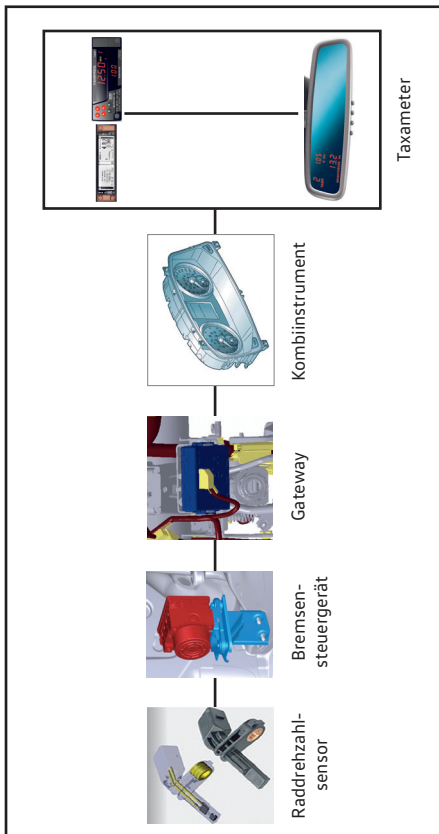 Raddrehzahl-
sensor
Bremsen-
steuergerät
Gateway
Kombiinstrument
Taxameter